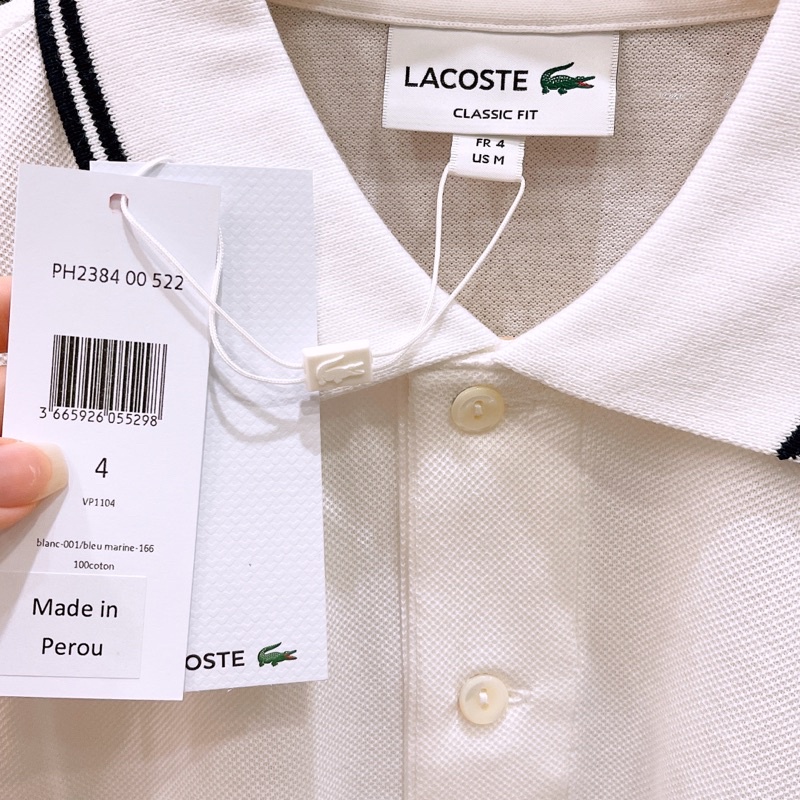 LACOSTE
CLASSIC FIT
FR 4
US M
PH2384 00 522
3 665926 055298
4
VP1104
blanc-001/bleu marine-166
100coton
Made in
Perou
OSTE